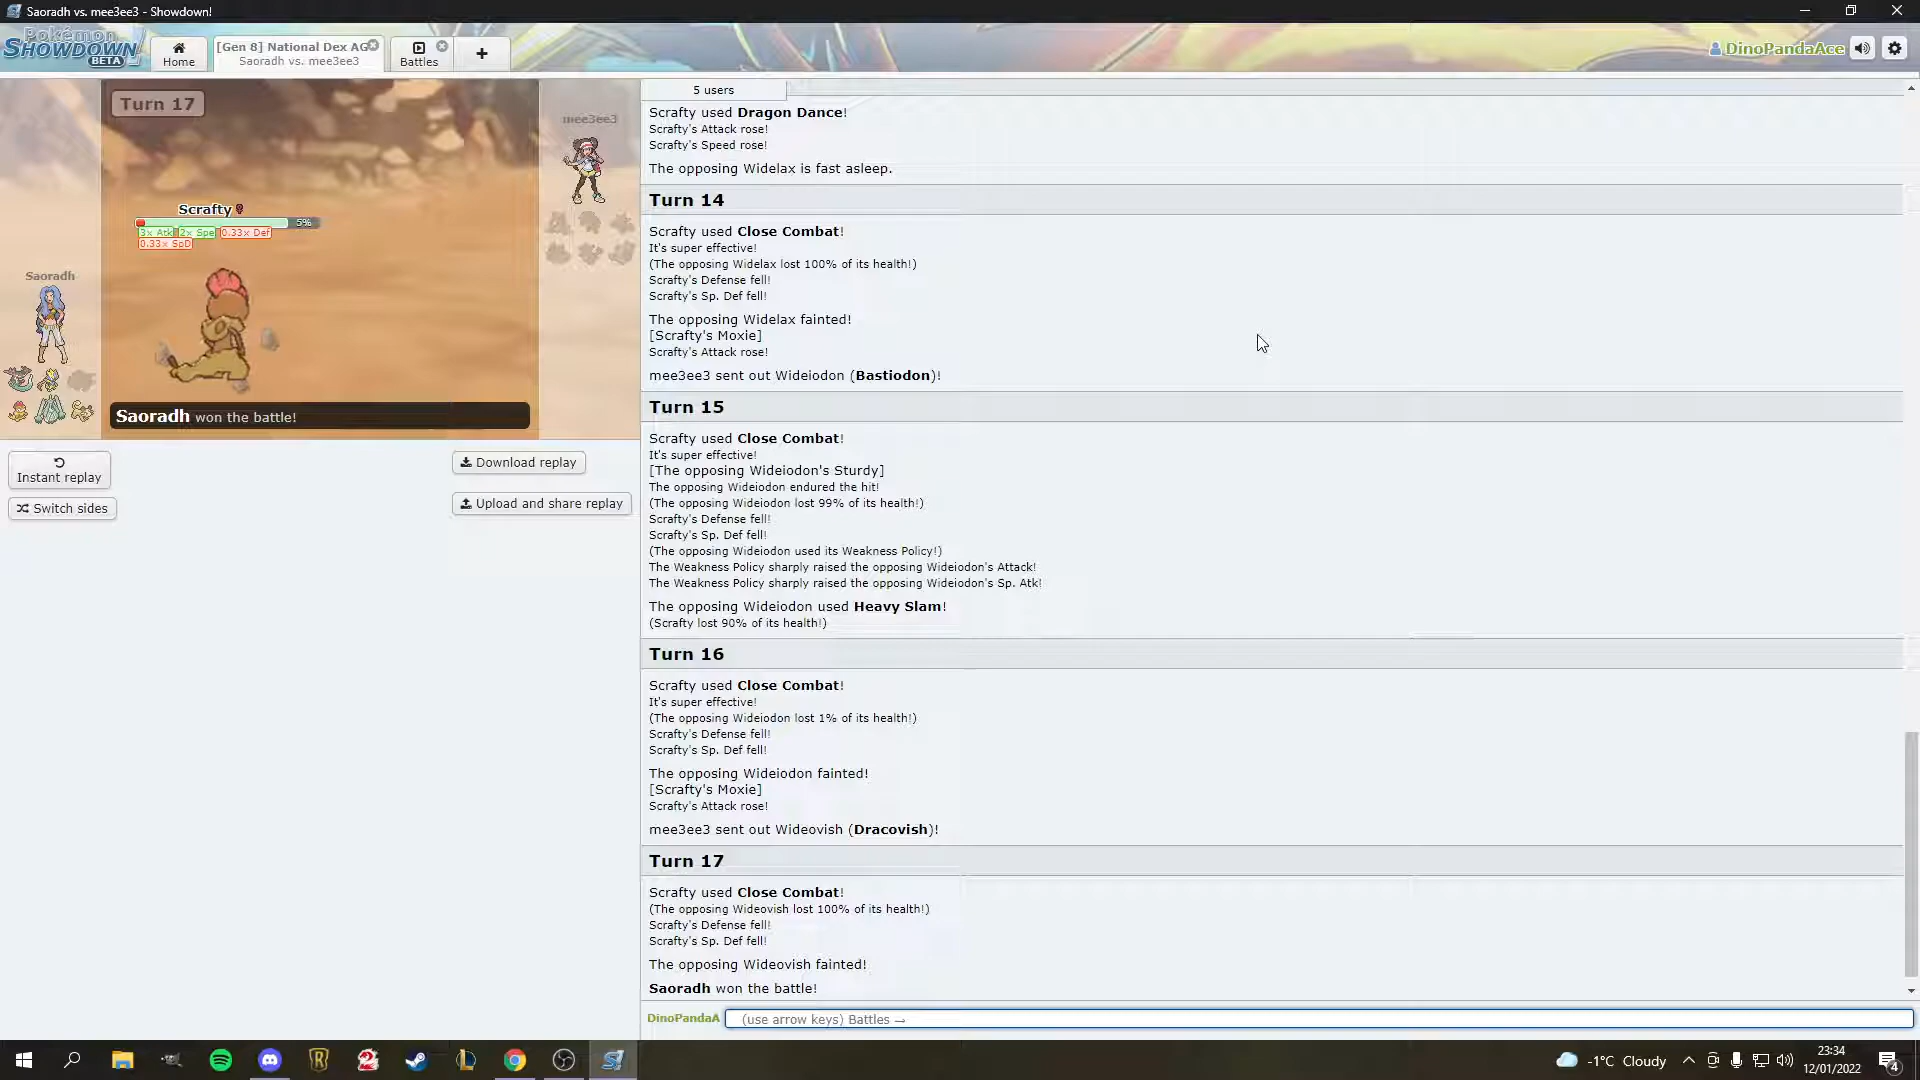 Saoradh vs. mee3ee3 - Showdown!
Pokémon
SHOWDOWN!
BETA
Home
[Gen 8] National Dex AG
Saoradh vs. mee3ee3
Battles
+
DinoPandaAce
Turn 17
mee3ee3
Scrafty
5%
3x Atk 2x Spe 0.33x Def
0.33x SpD
Saoradh
Saoradh won the battle!
Instant replay
Switch sides
Download replay
Upload and share replay
5 users
Scrafty used Dragon Dance!
Scrafty's Attack rose!
Scrafty's Speed rose!
The opposing Widelax is fast asleep.
Turn 14
Scrafty used Close Combat!
It's super effective!
(The opposing Widelax lost 100% of its health!)
Scrafty's Defense fell!
Scrafty's Sp. Def fell!
The opposing Widelax fainted!
[Scrafty's Moxie]
Scrafty's Attack rose!
mee3ee3 sent out Wideiodon (Bastiodon)!
Turn 15
Scrafty used Close Combat!
It's super effective!
[The opposing Wideiodon's Sturdy]
The opposing Wideiodon endured the hit!
(The opposing Wideiodon lost 99% of its health!)
Scrafty's Defense fell!
Scrafty's Sp. Def fell!
(The opposing Wideiodon used its Weakness Policy!)
The Weakness Policy sharply raised the opposing Wideiodon's Attack!
The Weakness Policy sharply raised the opposing Wideiodon's Sp. Atk!
The opposing Wideiodon used Heavy Slam!
(Scrafty lost 90% of its health!)
Turn 16
Scrafty used Close Combat!
It's super effective!
(The opposing Wideiodon lost 1% of its health!)
Scrafty's Defense fell!
Scrafty's Sp. Def fell!
The opposing Wideiodon fainted!
[Scrafty's Moxie]
Scrafty's Attack rose!
mee3ee3 sent out Wideovish (Dracovish)!
Turn 17
Scrafty used Close Combat!
(The opposing Wideovish lost 100% of its health!)
Scrafty's Defense fell!
Scrafty's Sp. Def fell!
The opposing Wideovish fainted!
Saoradh won the battle!
DinoPandaA
(use arrow keys) Battles →
-1°C Cloudy
23:34
12/01/2022
4